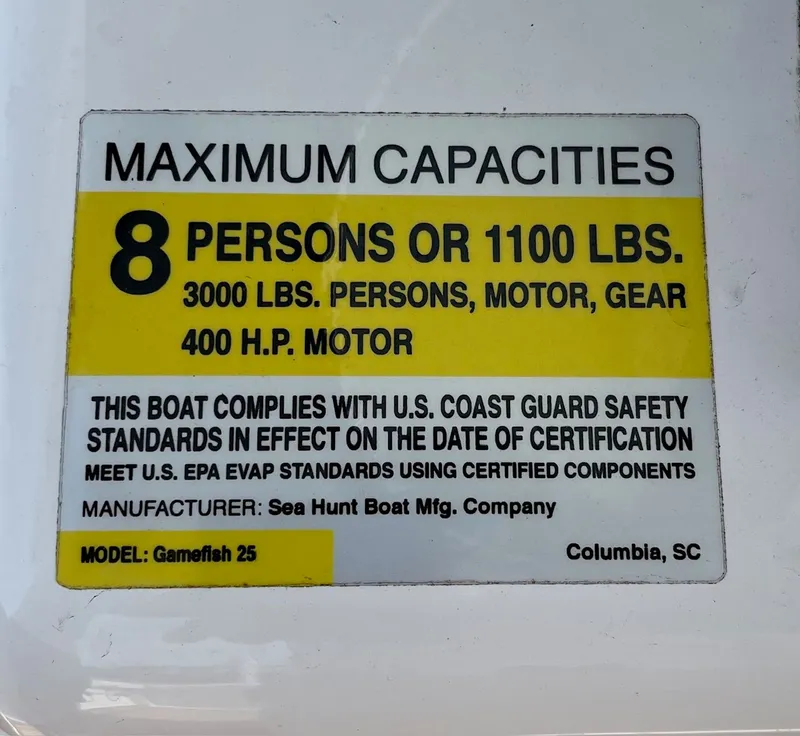 MAXIMUM CAPACITIES
8 PERSONS OR 1100 LBS.
3000 LBS. PERSONS, MOTOR, GEAR
400 H.P. MOTOR
THIS BOAT COMPLIES WITH U.S. COAST GUARD SAFETY
STANDARDS IN EFFECT ON THE DATE OF CERTIFICATION
MEET U.S. EPA EVAP STANDARDS USING CERTIFIED COMPONENTS
MANUFACTURER: Sea Hunt Boat Mfg. Company
MODEL: Gamefish 25 Columbia, SC